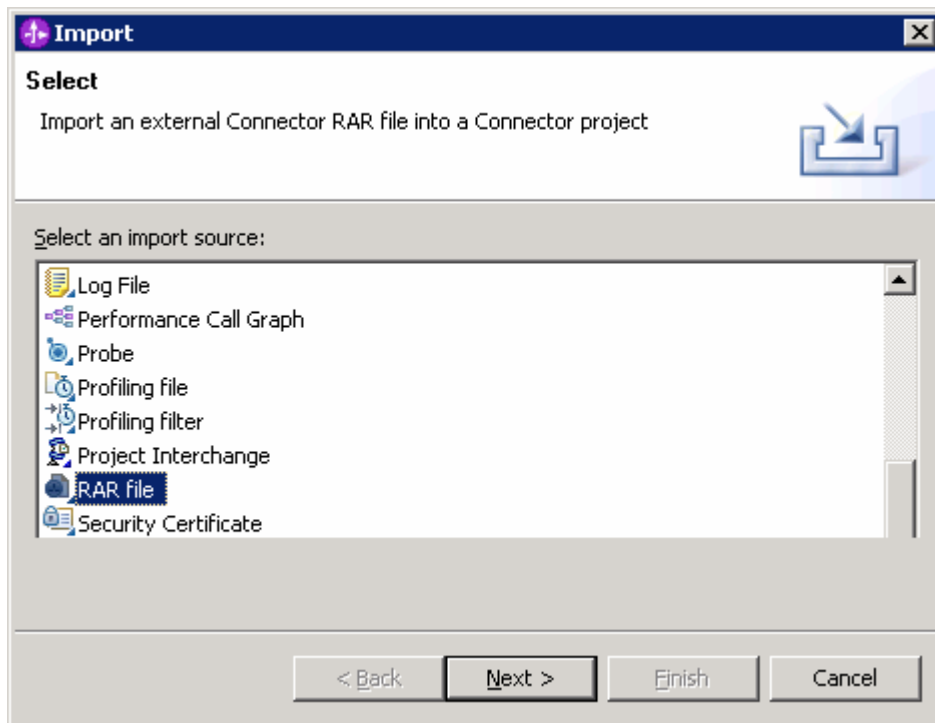 Import
Select
Import an external Connector RAR file into a Connector project
Select an import source:
Log File
Performance Call Graph
Probe
Profiling file
Profiling filter
Project Interchange
RAR file
Security Certificate
< Back Next > Finish Cancel